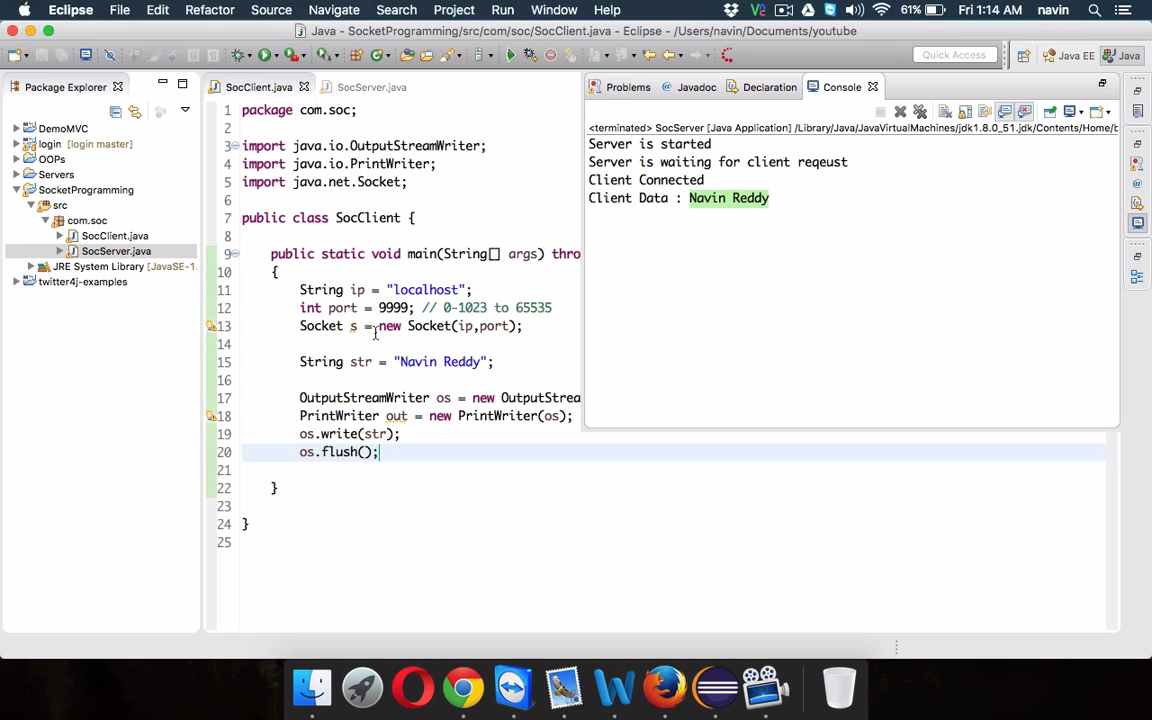 Eclipse File Edit Refactor Source Navigate Search Project Run Window Help 61% Fri 1:14 AM navin
Java - SocketProgramming/src/com/soc/SocClient.java - Eclipse - /Users/navin/Documents/youtube
Quick Access Java EE Java
Package Explorer SocClient.java SocServer.java Problems @ Javadoc Declaration Console
<terminated> SocServer [Java Application] /Library/Java/JavaVirtualMachines/jdk1.8.0_51.jdk/Contents/Home/b
Server is started
Server is waiting for client reqeust
Client Connected
Client Data : Navin Reddy
DemoMVC
login [login master]
OOPs
Servers
SocketProgramming
src
com.soc
SocClient.java
SocServer.java
JRE System Library [JavaSE-1.
twitter4j-examples
1 package com.soc;
2
3 import java.io.OutputStreamWriter;
4 import java.io.PrintWriter;
5 import java.net.Socket;
6
7 public class SocClient {
8
9 public static void main(String[] args) thro
10 {
11 String ip = "localhost";
12 int port = 9999; // 0-1023 to 65535
13 Socket s = new Socket(ip,port);
14
15 String str = "Navin Reddy";
16
17 OutputStreamWriter os = new OutputStrea
18 PrintWriter out = new PrintWriter(os);
19 os.write(str);
20 os.flush();
21
22 }
23
24 }
25